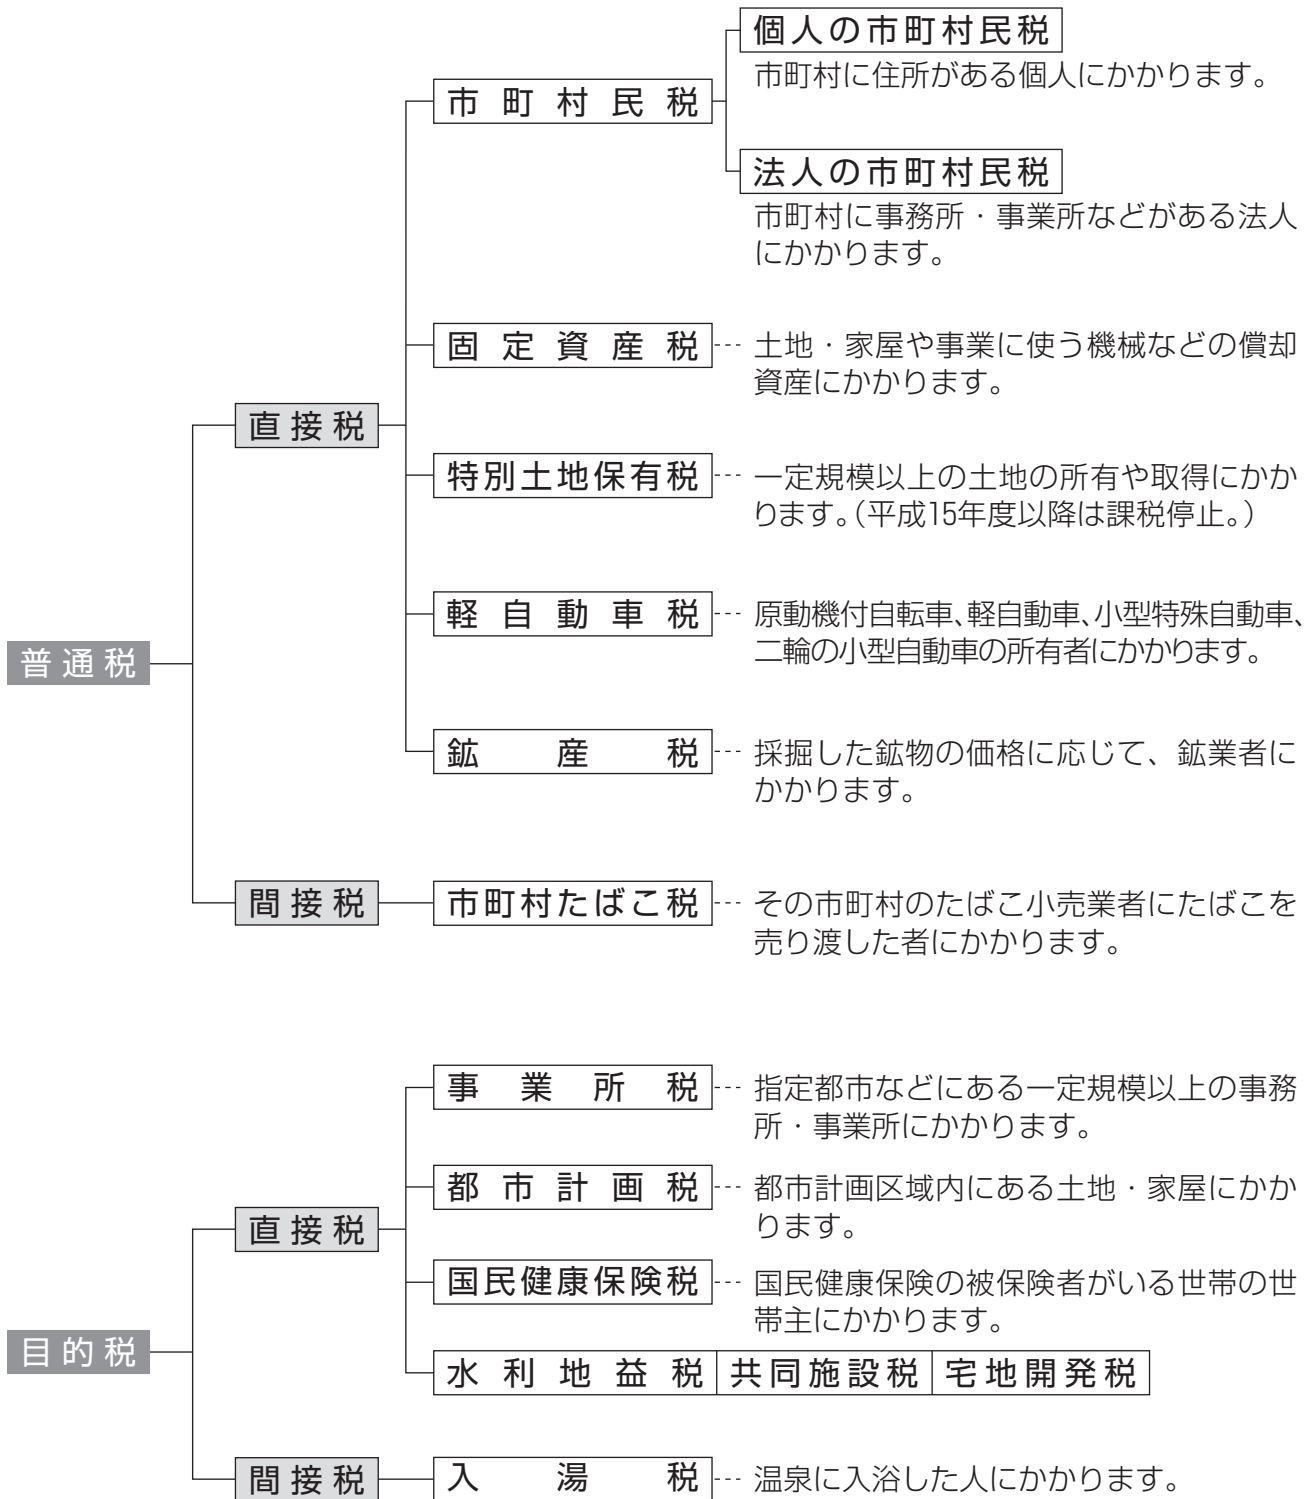 普通税
直接税
市町村民税
個人の市町村民税
市町村に住所がある個人にかかります。
法人の市町村民税
市町村に事務所・事業所などがある法人
にかかります。
固定資産税
土地・家屋や事業に使う機械などの償却
資産にかかります。
特別土地保有税
一定規模以上の土地の所有や取得にかか
ります。(平成15年度以降は課税停止。)
軽自動車税
原動機付自転車、軽自動車、小型特殊自動車、
二輪の小型自動車の所有者にかかります。
鉱産税
採掘した鉱物の価格に応じて、鉱業者に
かかります。
間接税
市町村たばこ税
その市町村のたばこ小売業者にたばこを
売り渡した者にかかります。
目的税
直接税
事業所税
指定都市などにある一定規模以上の事務
所・事業所にかかります。
都市計画税
都市計画区域内にある土地・家屋にかか
ります。
国民健康保険税
国民健康保険の被保険者がいる世帯の世
帯主にかかります。
水利地益税 共同施設税 宅地開発税
間接税
入湯税
温泉に入浴した人にかかります。